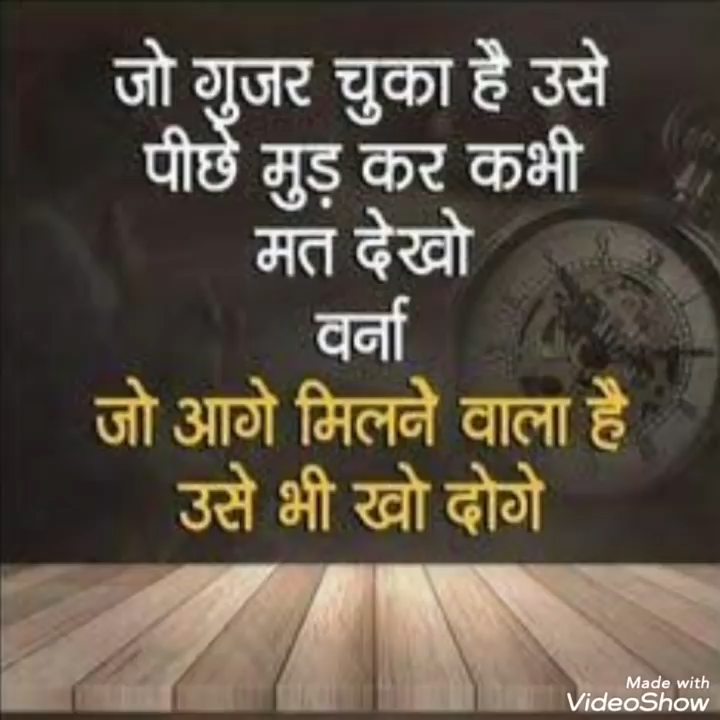 जो गुजर चुका है उसे
पीछे मुड़ कर कभी
मत देखो
वर्ना
जो आगे मिलने वाला है
उसे भी खो दोगे
Made with
VideoShow